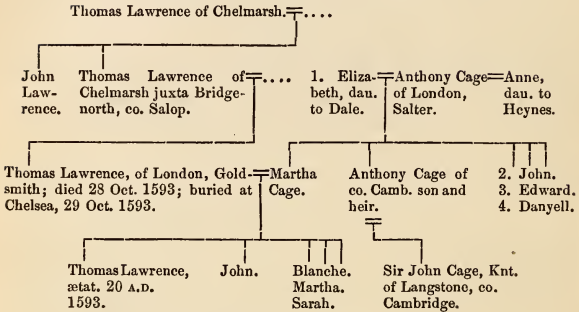 Thomas Lawrence of Chelmarsh.=....
John Law-rence.
Thomas Lawrence of=....
Chelmarsh juxta Bridge-
north, co. Salop.
1. Eliza-
beth, dau.
to Dale.
=Anthony Cage=
of London,
Salter.
Anne,
dau. to
Heynes.
Thomas Lawrence, of London, Gold-
smith; died 28 Oct. 1593; buried at
Chelsea, 29 Oct. 1593.
=Martha
Cage.
Anthony Cage of
co. Camb. son and
heir.
=
2. John.
3. Edward.
4. Danyell.
Thomas Lawrence,
ætat. 20 A.D.
1593.
John.
Blanche.
Martha.
Sarah.
Sir John Cage, Knt.
of Langstone, co.
Cambridge.